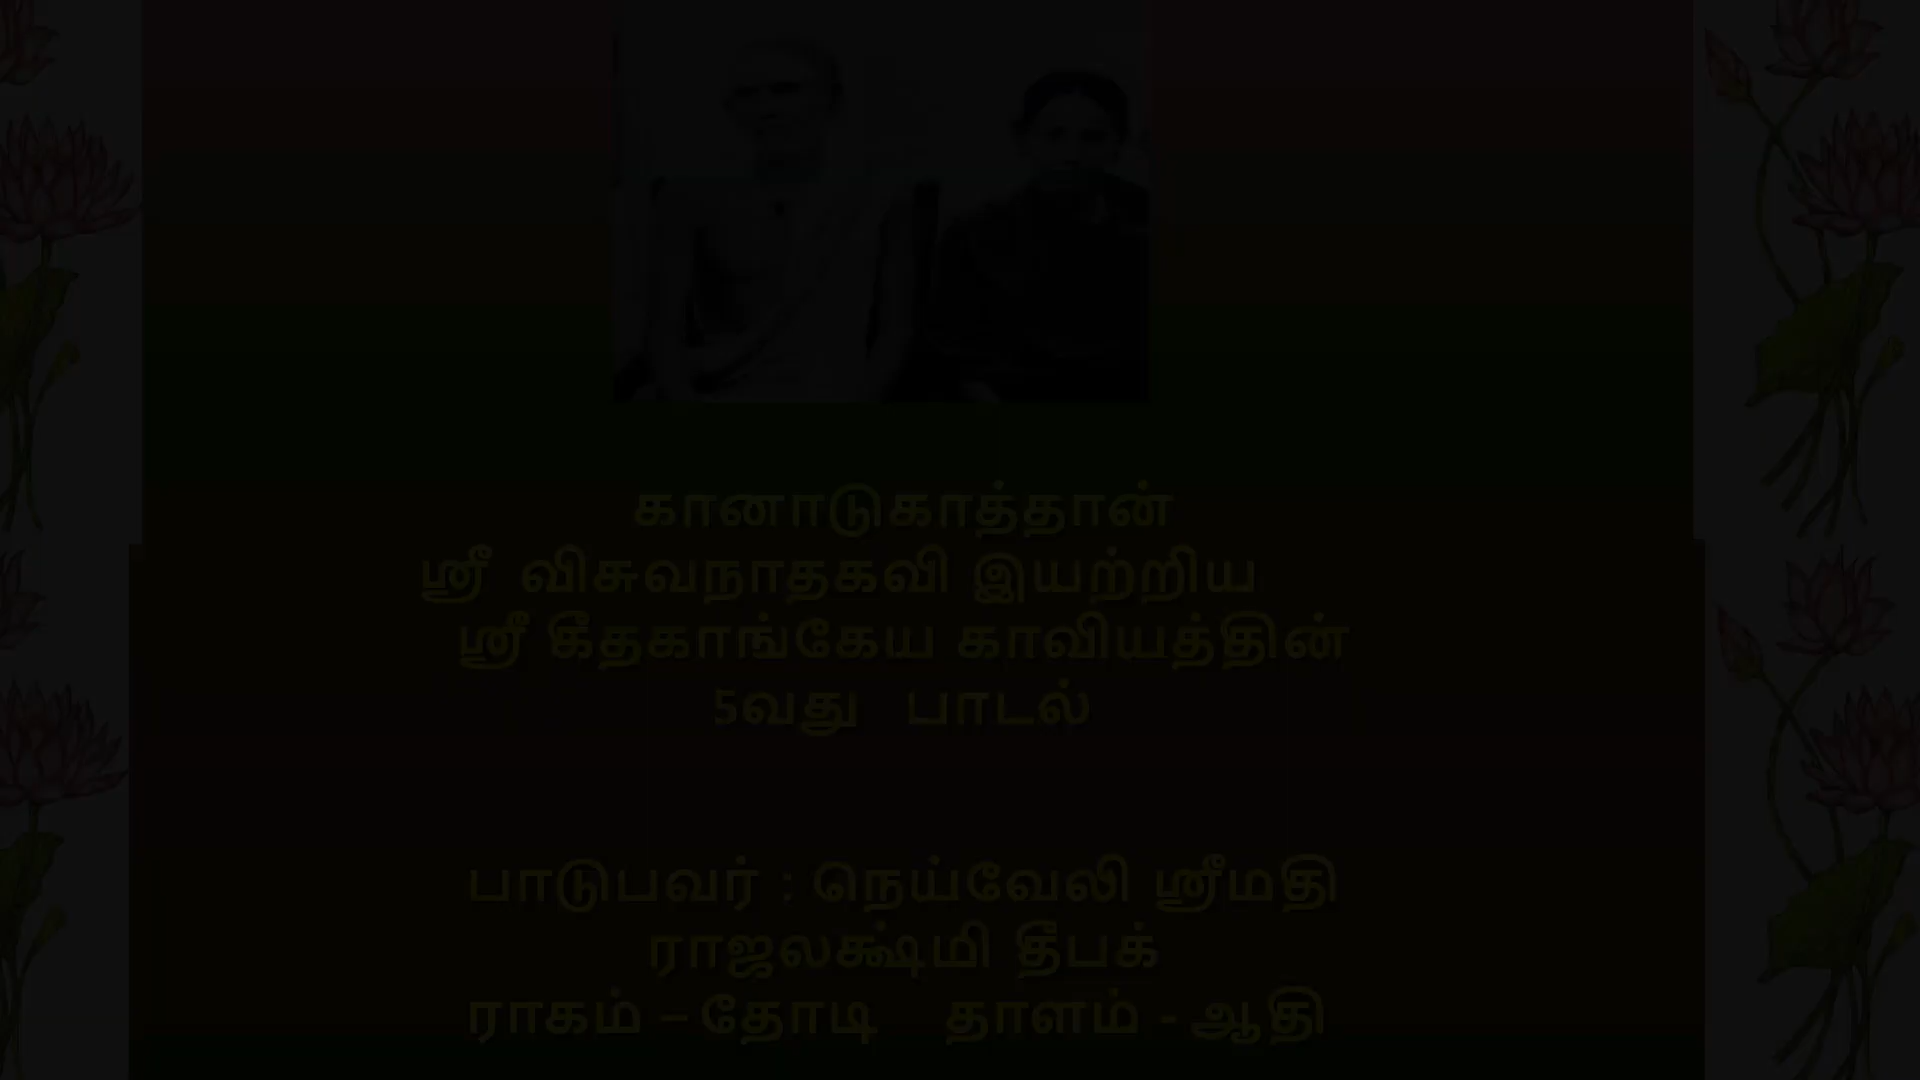 கானாடுகாத்தான்
ஸ்ரீ விசுவநாதகவி இயற்றிய
ஸ்ரீ கீதகாங்கேய காவியத்தின்
5வது பாடல்
பாடுபவர் : நெய்வேலி ஸ்ரீமதி
ராஜலக்ஷ்மி தீபக்
ராகம் – தோடி தாளம் - ஆதி